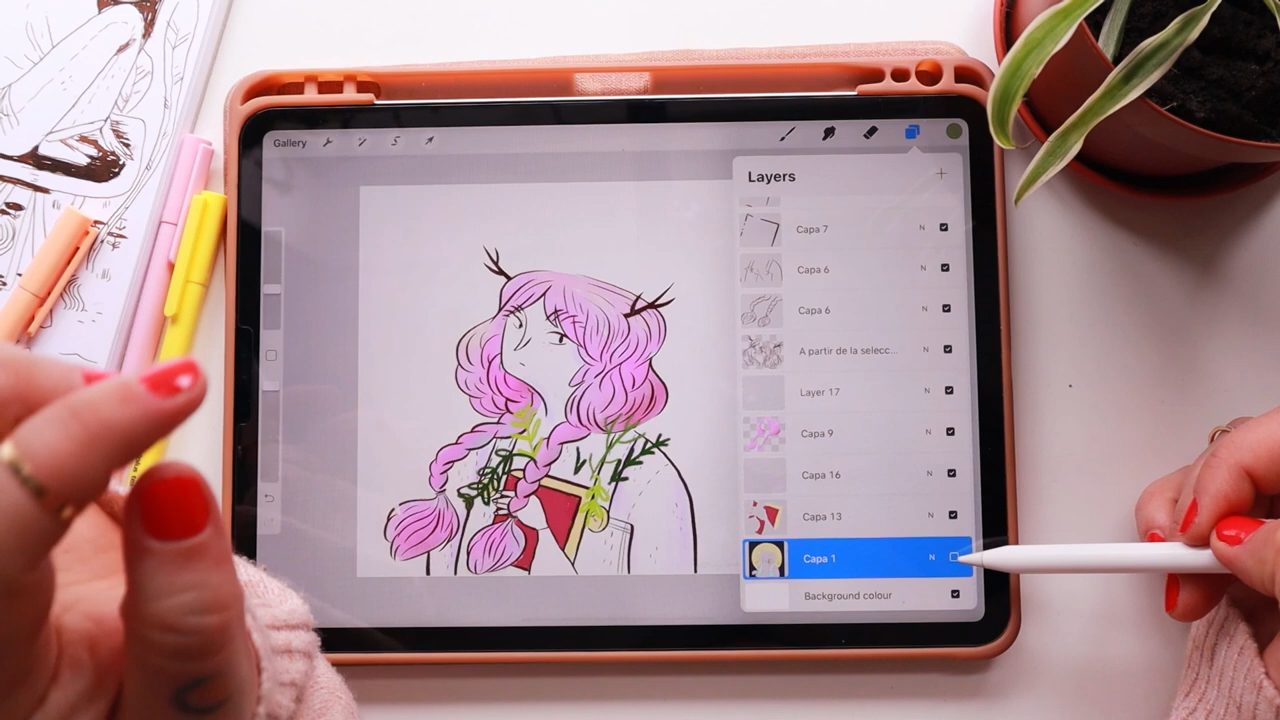 Gallery
Layers
Capa 7 N
Capa 6 N
Capa 6 N
A partir de la selecc... N
Layer 17 N
Capa 9 N
Capa 16 N
Capa 13 N
Capa 1 N
Background colour